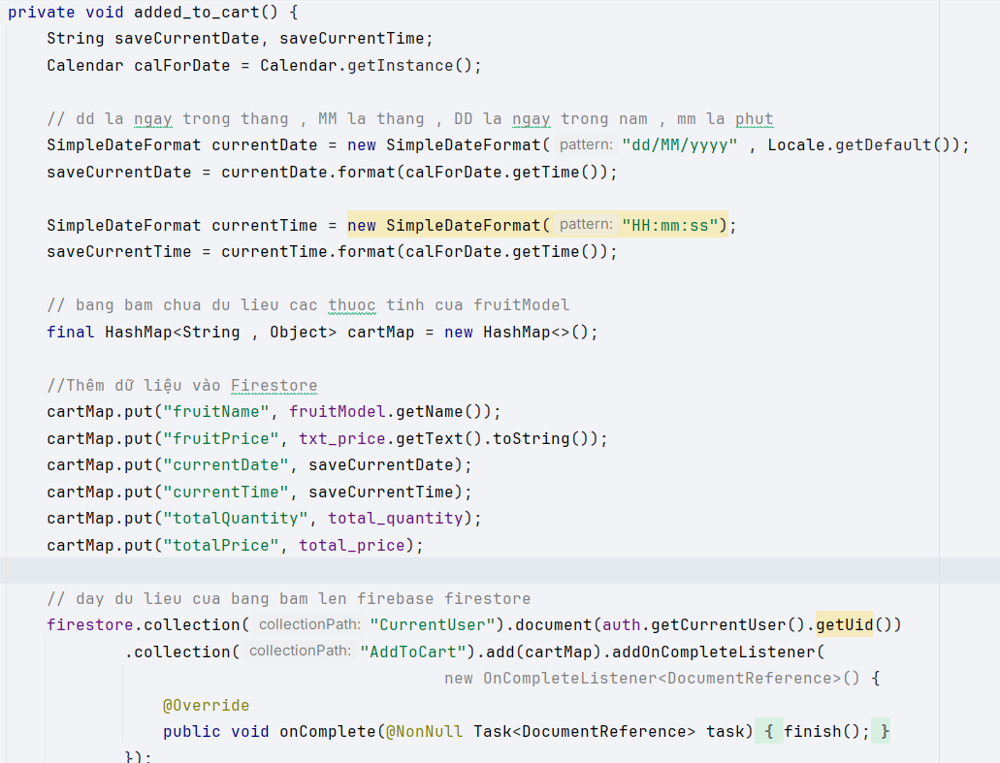 private void added_to_cart() {
String saveCurrentDate, saveCurrentTime;
Calendar calForDate = Calendar.getInstance();
// dd la ngay trong thang , MM la thang , DD la ngay trong nam , mm la phut
SimpleDateFormat currentDate = new SimpleDateFormat( pattern: "dd/MM/yyyy" , Locale.getDefault());
saveCurrentDate = currentDate.format(calForDate.getTime());
SimpleDateFormat currentTime = new SimpleDateFormat( pattern: "HH:mm:ss");
saveCurrentTime = currentTime.format(calForDate.getTime());
// bang bam chua du lieu cac thuoc tinh cua fruitModel
final HashMap<String , Object> cartMap = new HashMap<>();
//Thêm dữ liệu vào Firestore
cartMap.put("fruitName", fruitModel.getName());
cartMap.put("fruitPrice", txt_price.getText().toString());
cartMap.put("currentDate", saveCurrentDate);
cartMap.put("currentTime", saveCurrentTime);
cartMap.put("totalQuantity", total_quantity);
cartMap.put("totalPrice", total_price);
// day du lieu cua bang bam len firebase firestore
firestore.collection( collectionPath: "CurrentUser").document(auth.getCurrentUser().getUid())
.collection( collectionPath: "AddToCart").add(cartMap).addOnCompleteListener(
new OnCompleteListener<DocumentReference>() {
@Override
public void onComplete(@NonNull Task<DocumentReference> task) { finish(); }
});